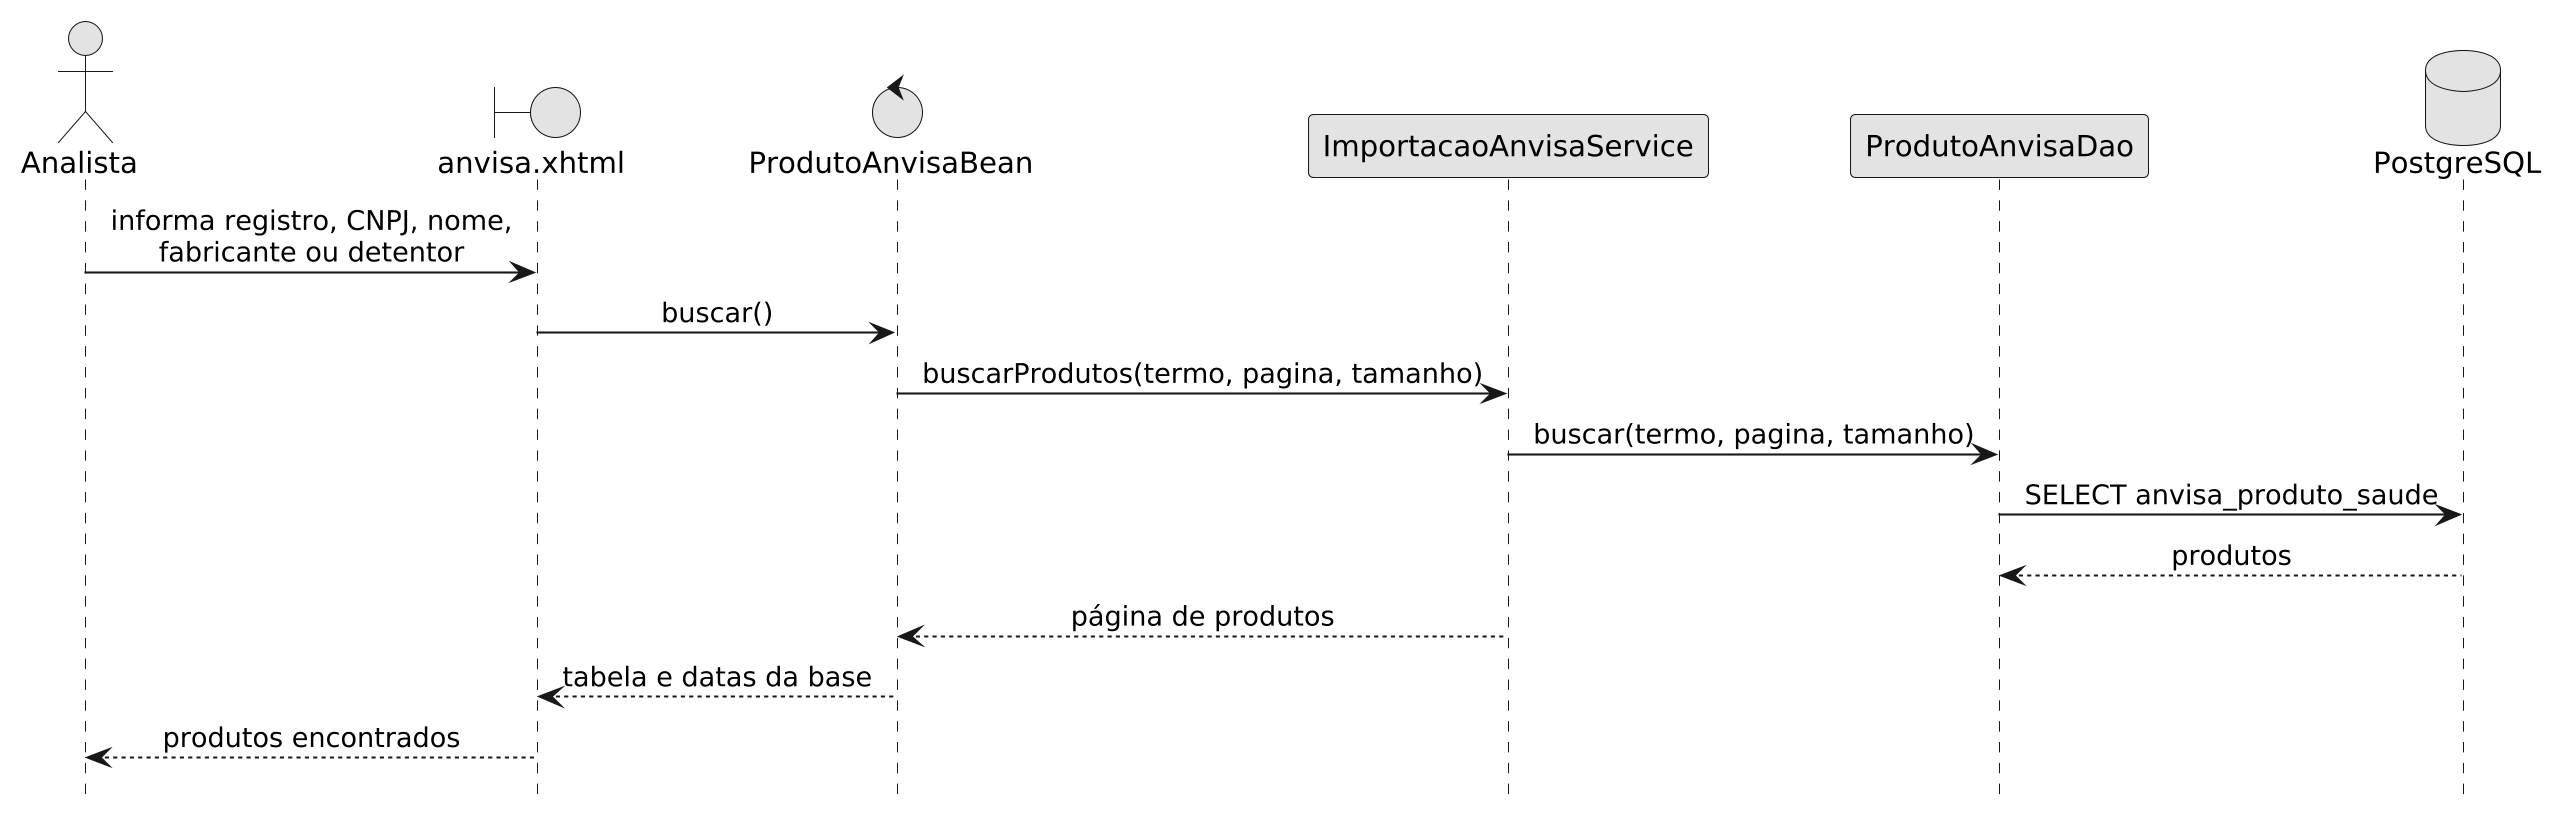 Analista
anvisa.xhtml
ProdutoAnvisaBean
ImportacaoAnvisaService
ProdutoAnvisaDao
PostgreSQL
informa registro, CNPJ, nome,
fabricante ou detentor
buscar()
buscarProdutos(termo, pagina, tamanho)
buscar(termo, pagina, tamanho)
SELECT anvisa_produto_saude
produtos
página de produtos
tabela e datas da base
produtos encontrados